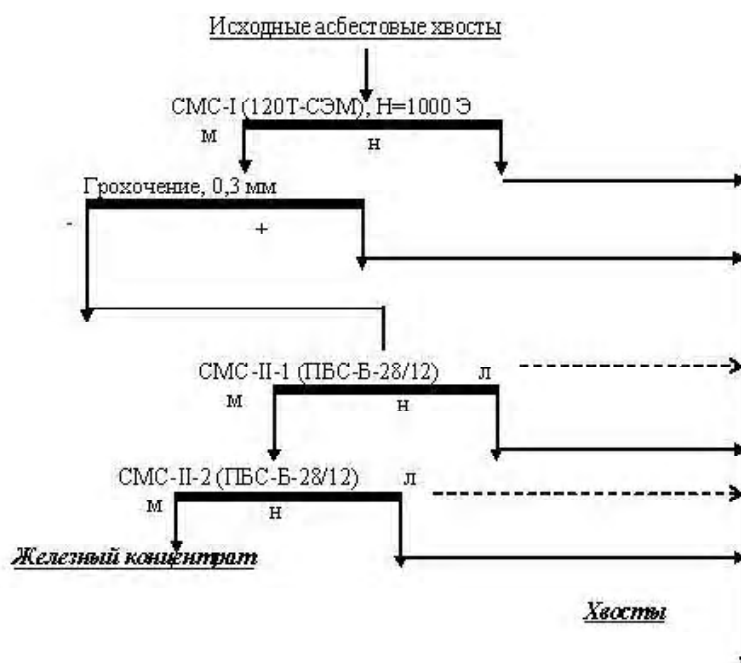 Исходные асбестовые хвосты
СМС-I (120Т-СЭМ), Н=1000 Э
м
н
Грохочение, 0,3 мм
-
+
СМС-II-1 (ПБС-Б-28/12) л
м
н
СМС-II-2 (ПБС-Б-28/12) л
м
н
Железный концентрат
Хвосты